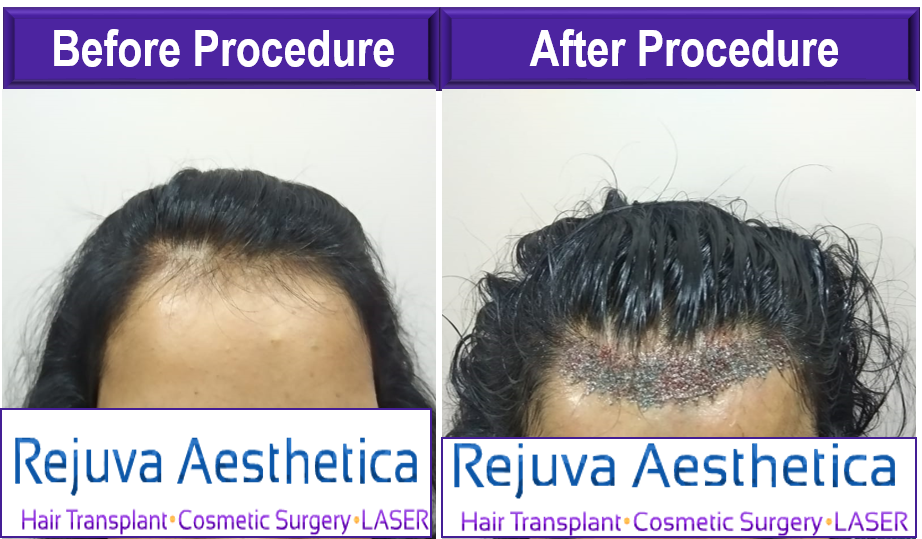 Before Procedure
After Procedure
Rejuva Aesthetica
Hair Transplant•Cosmetic Surgery•LASER
Rejuva Aesthetica
Hair Transplant•Cosmetic Surgery•LASER